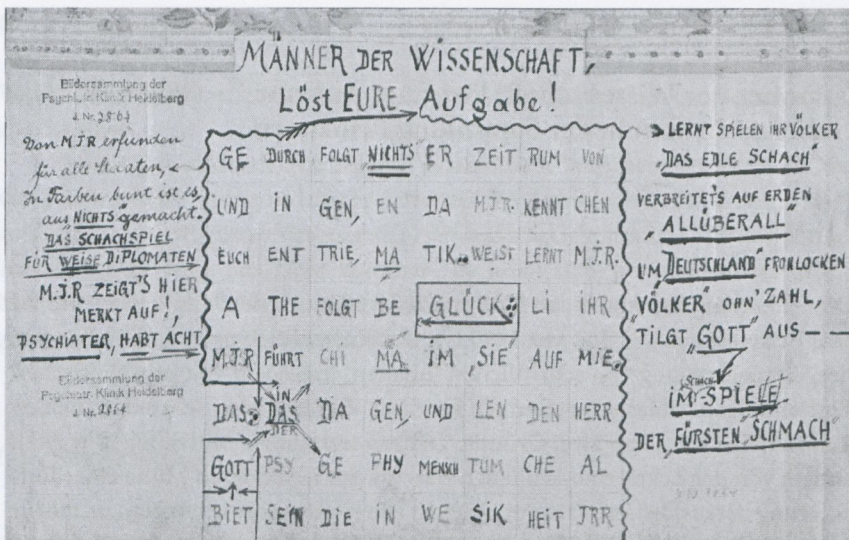 MÄNNER DER WISSENSCHAFT,
Löst EURE Aufgabe!
Bildersammlung der
Psychiatr. Klinik Heidelberg
J. Nr. 2867
Von M.J.R erfunden
für alle Staaten,
In Farben bunt ist es,
aus „NICHTS" gemacht.
DAS SCHACHSPIEL
FÜR WEISE DIPLOMATEN
M.J.R ZEIGT'S HIER
MERKT AUF!,
PSYCHIATER, HABT ACHT
Bildersammlung der
Psychiatr. Klinik Heidelberg
J. Nr. 2867
GE DURCH FOLGT NICHTS ER ZEIT RUM VON
UND IN GEN, EN DA M.J.R. KENNT CHEN
EUCH ENT TRIE, MA TIK WEIST LERNT M.J.R.
A THE FOLGT BE GLÜCK: LI IHR
M.J.R FÜHRT CHI MA IM „SIE" AUF MIE
DAS IN DAS DER DA GEN, UND LEN DEN HERR
GOTT PSY GE PHY MENSCH TUM CHE AL
BIET SEIN DIE IN WE SIK HEIT JRR
LERNT SPIELEN IHR VÖLKER
„DAS EDLE SCHACH"
VERBREITET'S AUF ERDEN
„ALLÜBERALL"
UM „DEUTSCHLAND" FROHLOCKEN
„VÖLKER" OHN' ZAHL,
TILGT „GOTT" AUS — —
SCHACH
IM-SPIELE
DER „FÜRSTEN" SCHMACH"